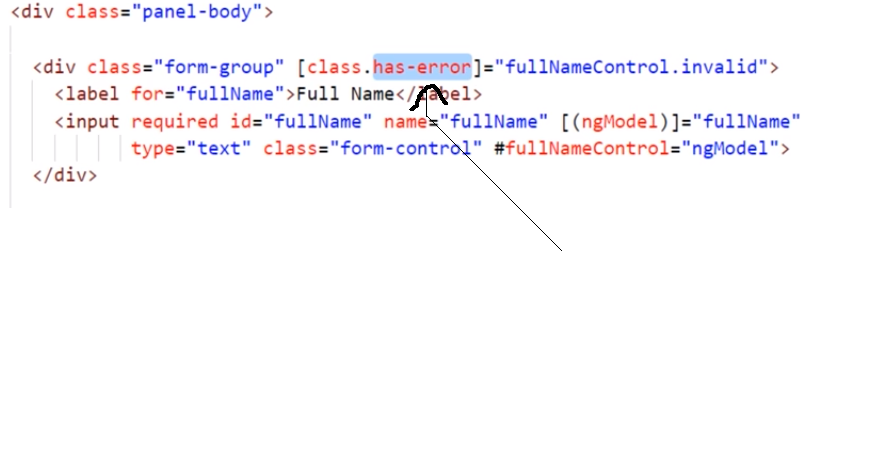 <div class="panel-body">
<div class="form-group" [class.has-error]="fullNameControl.invalid">
<label for="fullName">Full Name</label>
<input required id="fullName" name="fullName" [(ngModel)]="fullName"
type="text" class="form-control" #fullNameControl="ngModel">
</div>